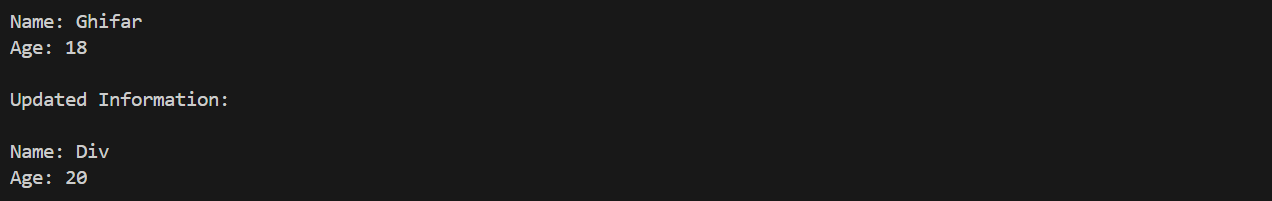 Name: Ghifar
Age: 18
Updated Information:
Name: Div
Age: 20